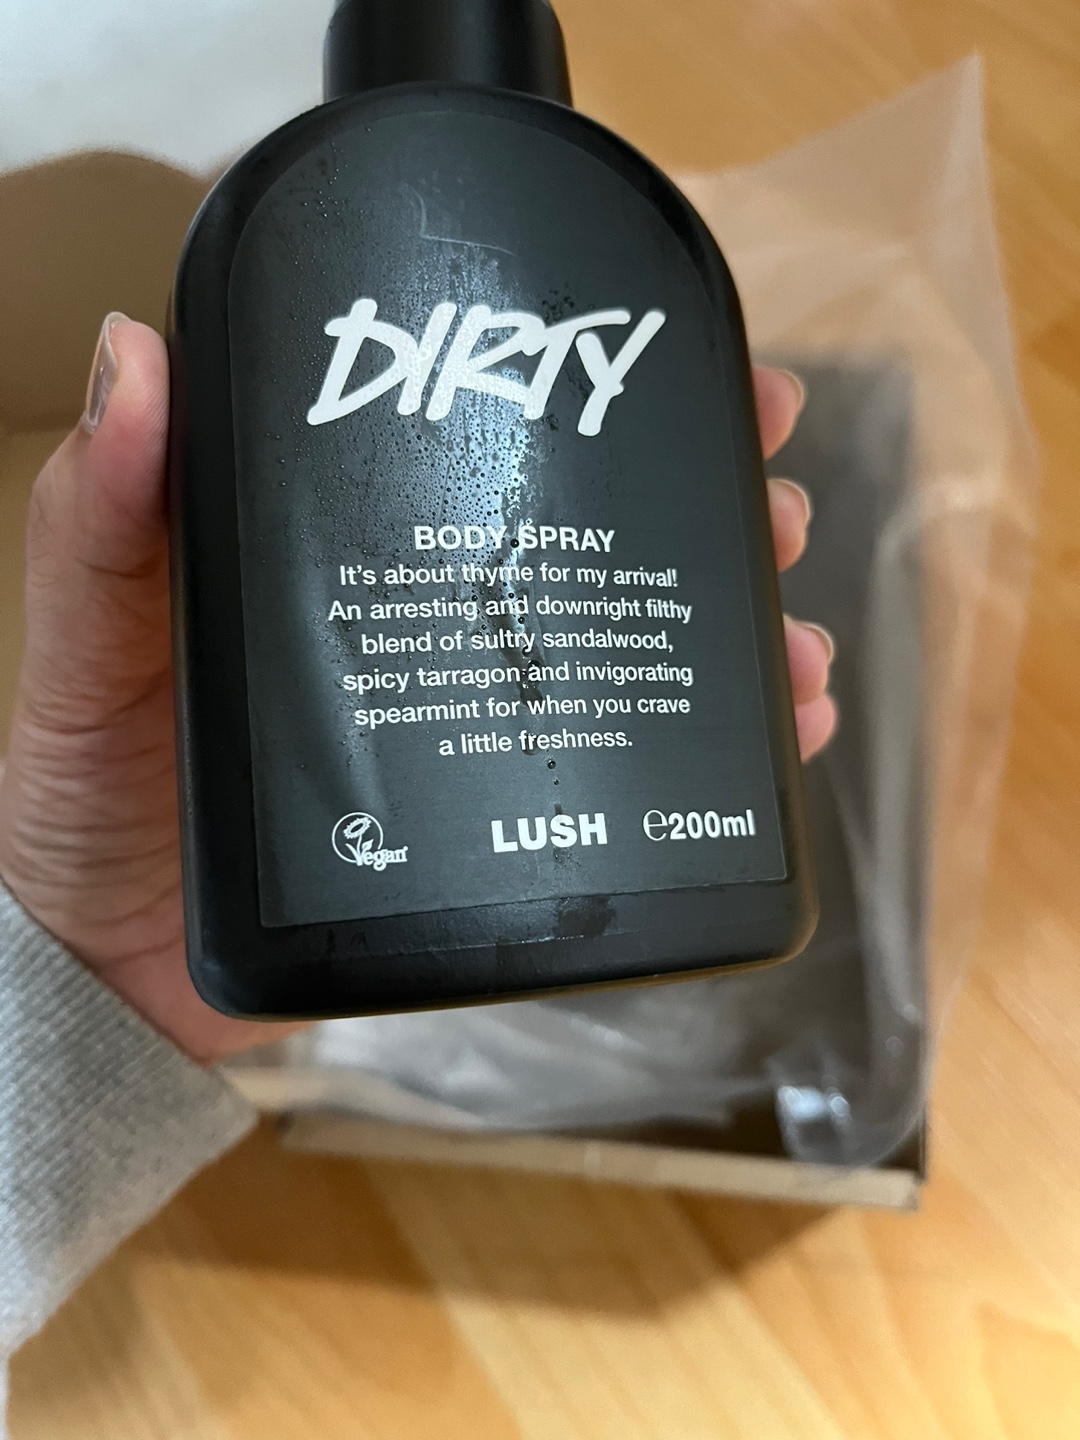 DIRTY
BODY SPRAY
It's about thyme for my arrival!
An arresting and downright filthy
blend of sultry sandalwood,
spicy tarragon and invigorating
spearmint for when you crave
a little freshness.
Vegan
LUSH ℮200ml